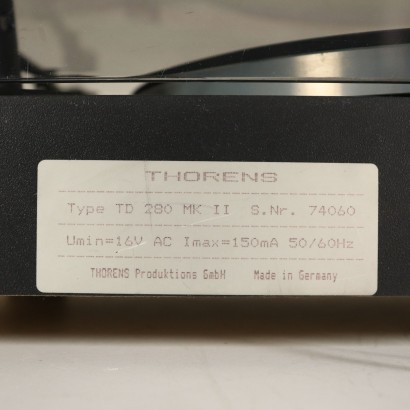 THORENS
Type TD 280 MK II S.Nr. 74060
Umin=16V AC Imax=150mA 50/60Hz
THORENS Produktions GmbH Made in Germany